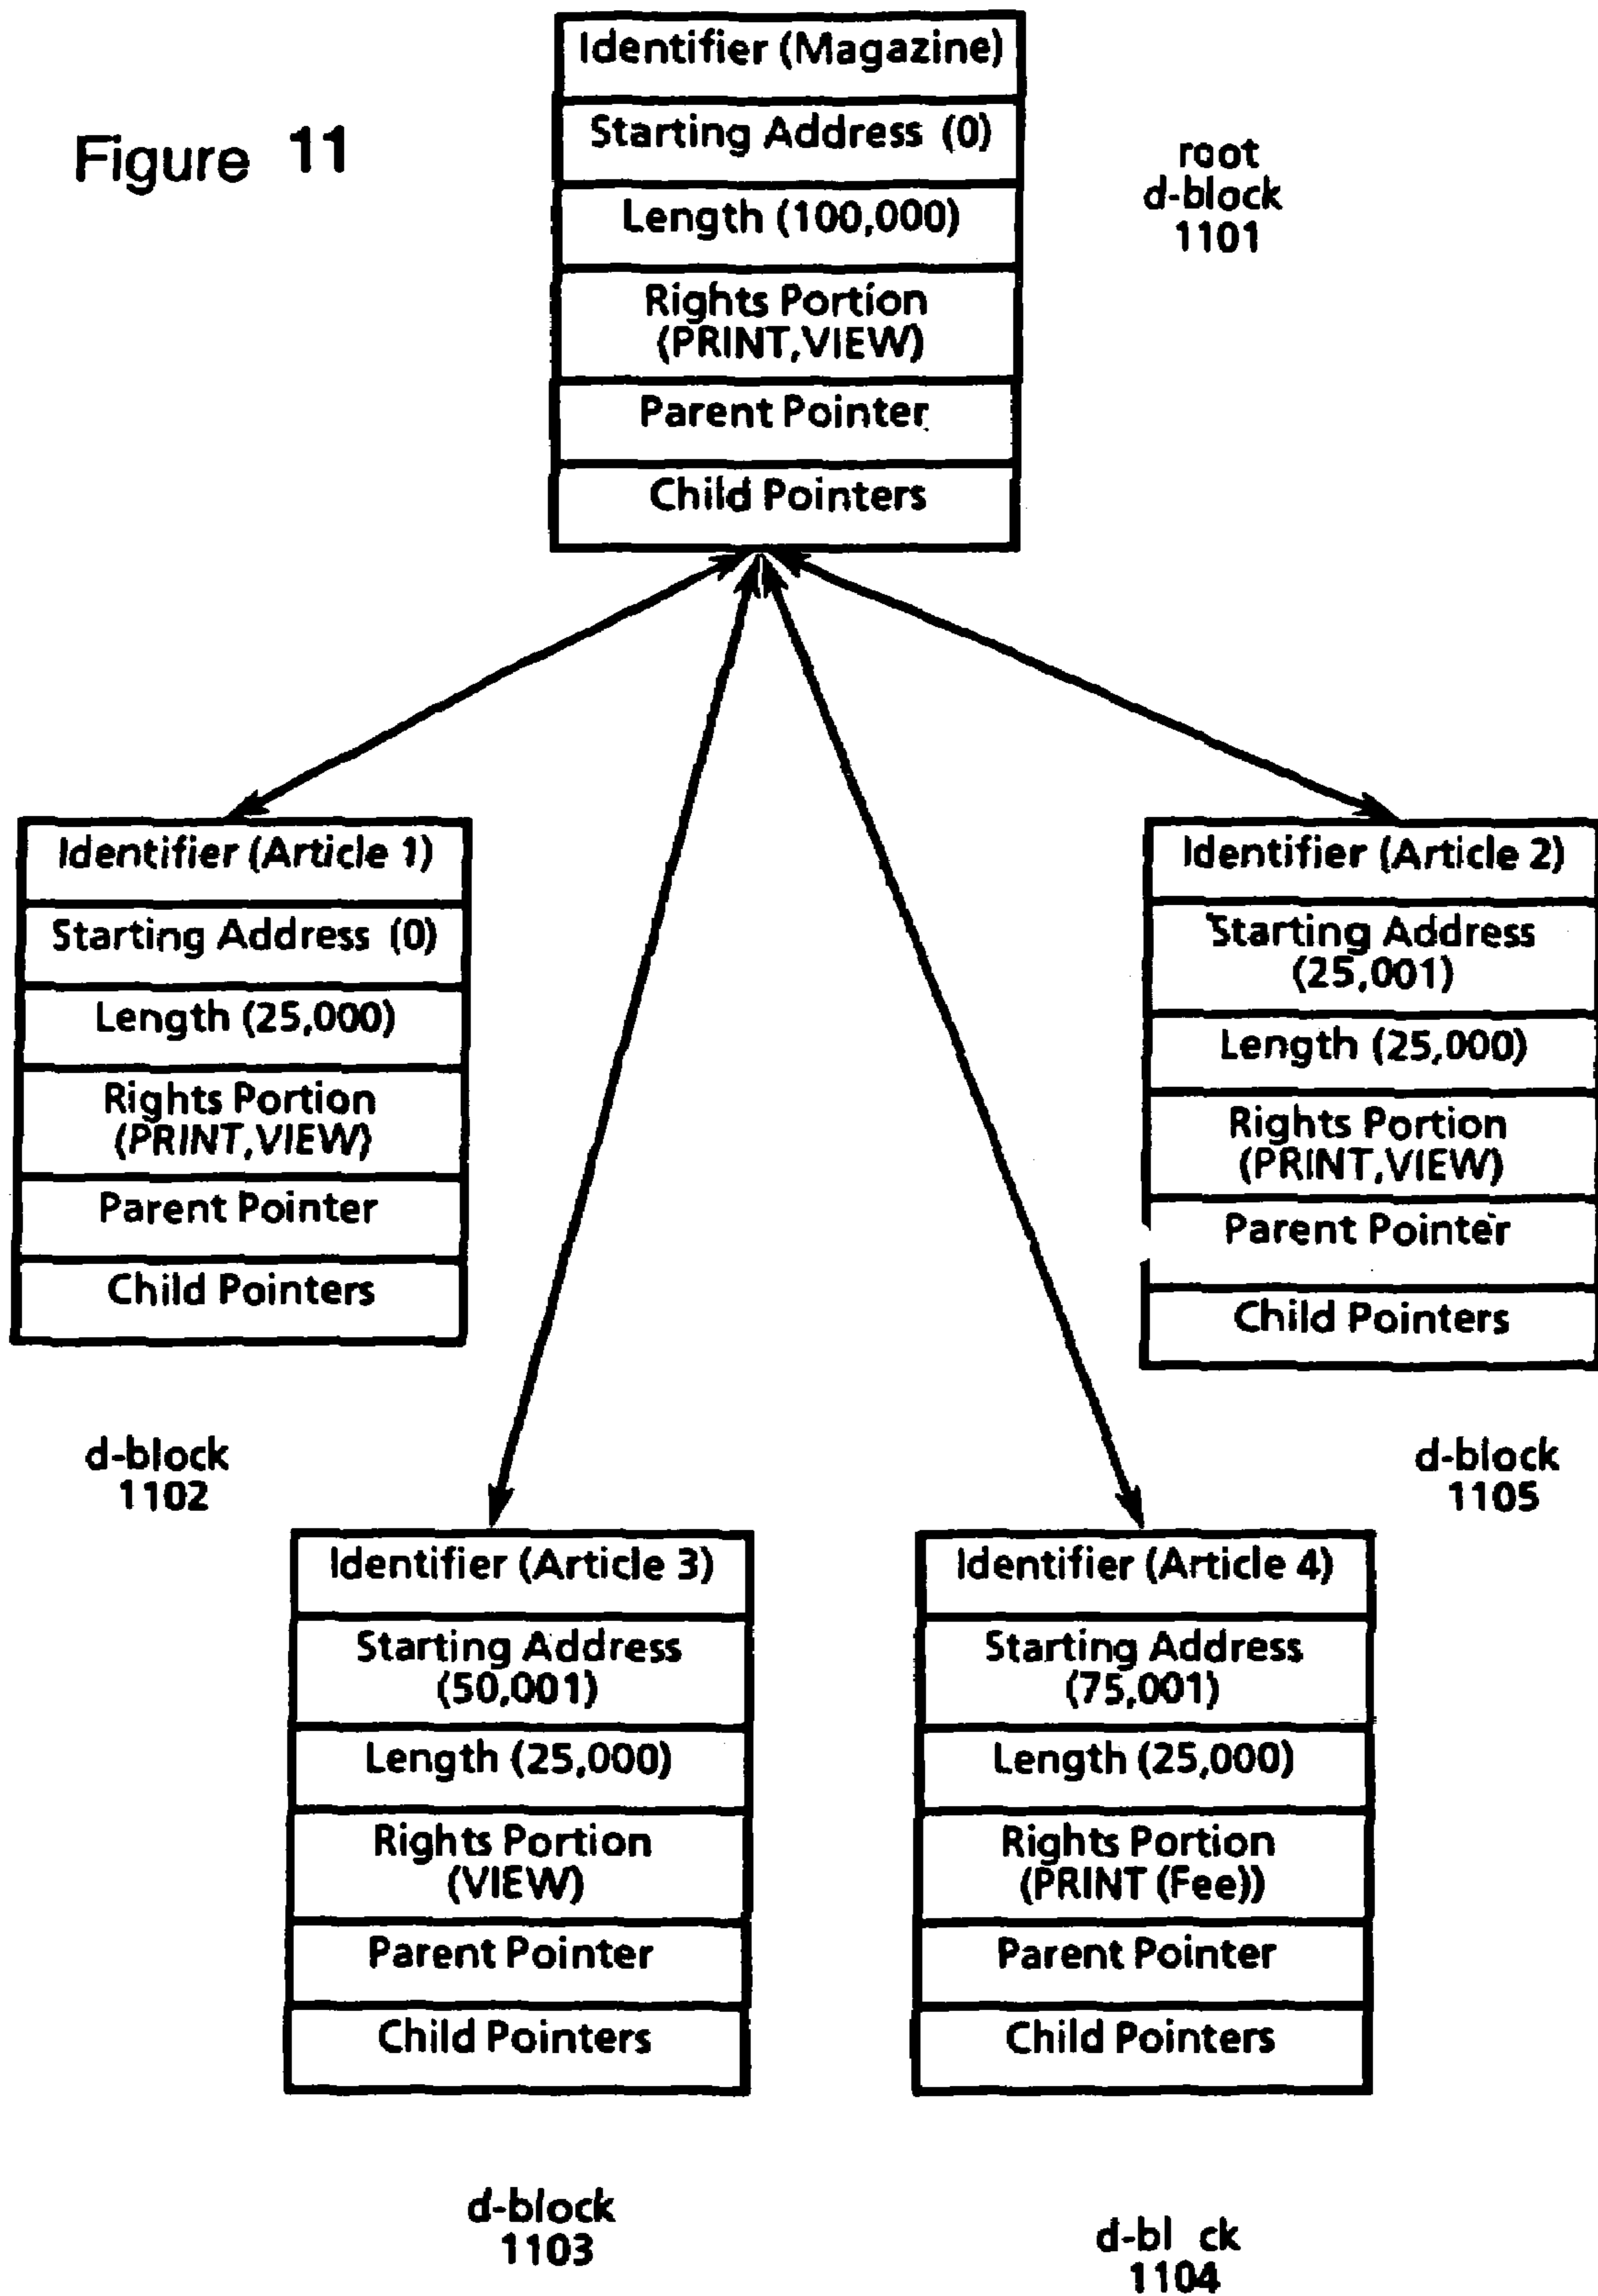 Figure 11
Identifier (Magazine)
Starting Address (0)
Length (100,000)
Rights Portion
(PRINT,VIEW)
Parent Pointer
Child Pointers
root
d-block
1101
Identifier (Article 1)
Starting Address (0)
Length (25,000)
Rights Portion
(PRINT,VIEW)
Parent Pointer
Child Pointers
d-block
1102
Identifier (Article 2)
Starting Address
(25,001)
Length (25,000)
Rights Portion
(PRINT,VIEW)
Parent Pointer
Child Pointers
d-block
1105
Identifier (Article 3)
Starting Address
(50,001)
Length (25,000)
Rights Portion
(VIEW)
Parent Pointer
Child Pointers
d-block
1103
Identifier (Article 4)
Starting Address
(75,001)
Length (25,000)
Rights Portion
(PRINT (Fee))
Parent Pointer
Child Pointers
d-bl ck
1104